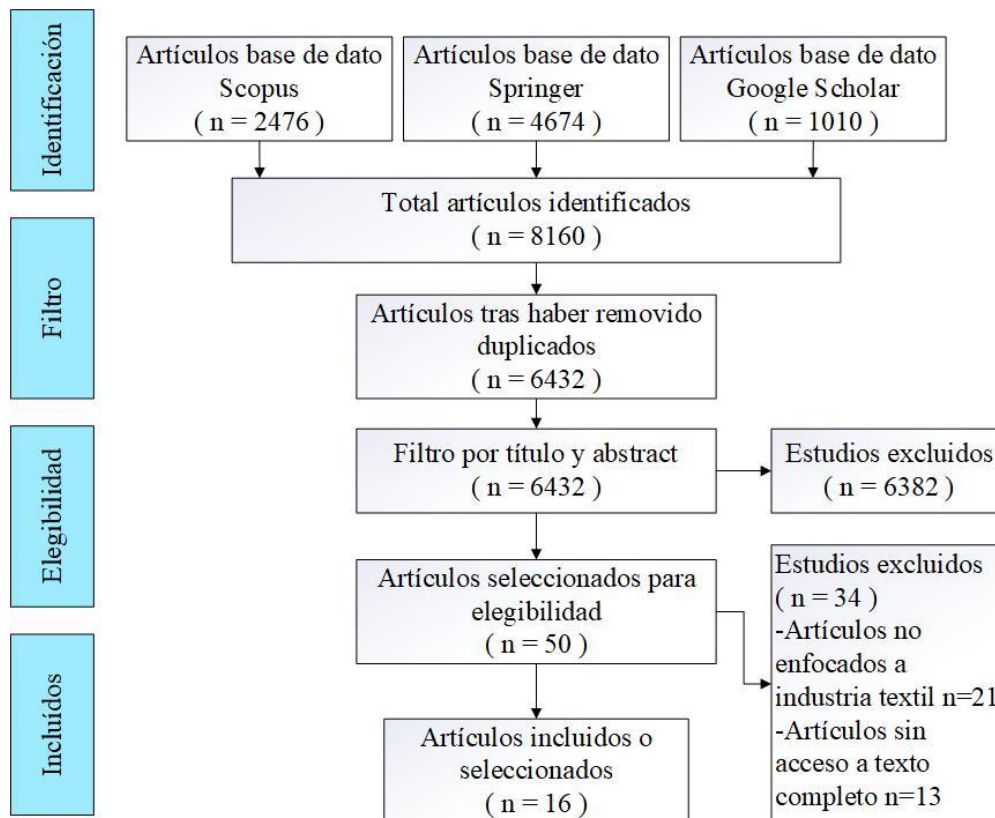 Identificación
Artículos base de dato
Scopus
( n = 2476 )
Artículos base de dato
Springer
( n = 4674 )
Artículos base de dato
Google Scholar
( n = 1010 )
Total artículos identificados
( n = 8160 )
Filtro
Artículos tras haber removido
duplicados
( n = 6432 )
Elegibilidad
Filtro por título y abstract
( n = 6432 )
Estudios excluidos
( n = 6382 )
Artículos seleccionados para
elegibilidad
( n = 50 )
Estudios excluidos
( n = 34 )
-Artículos no
enfocados a
industria textil n=21
-Artículos sin
acceso a texto
completo n=13
Incluídos
Artículos incluidos o
seleccionados
( n = 16 )